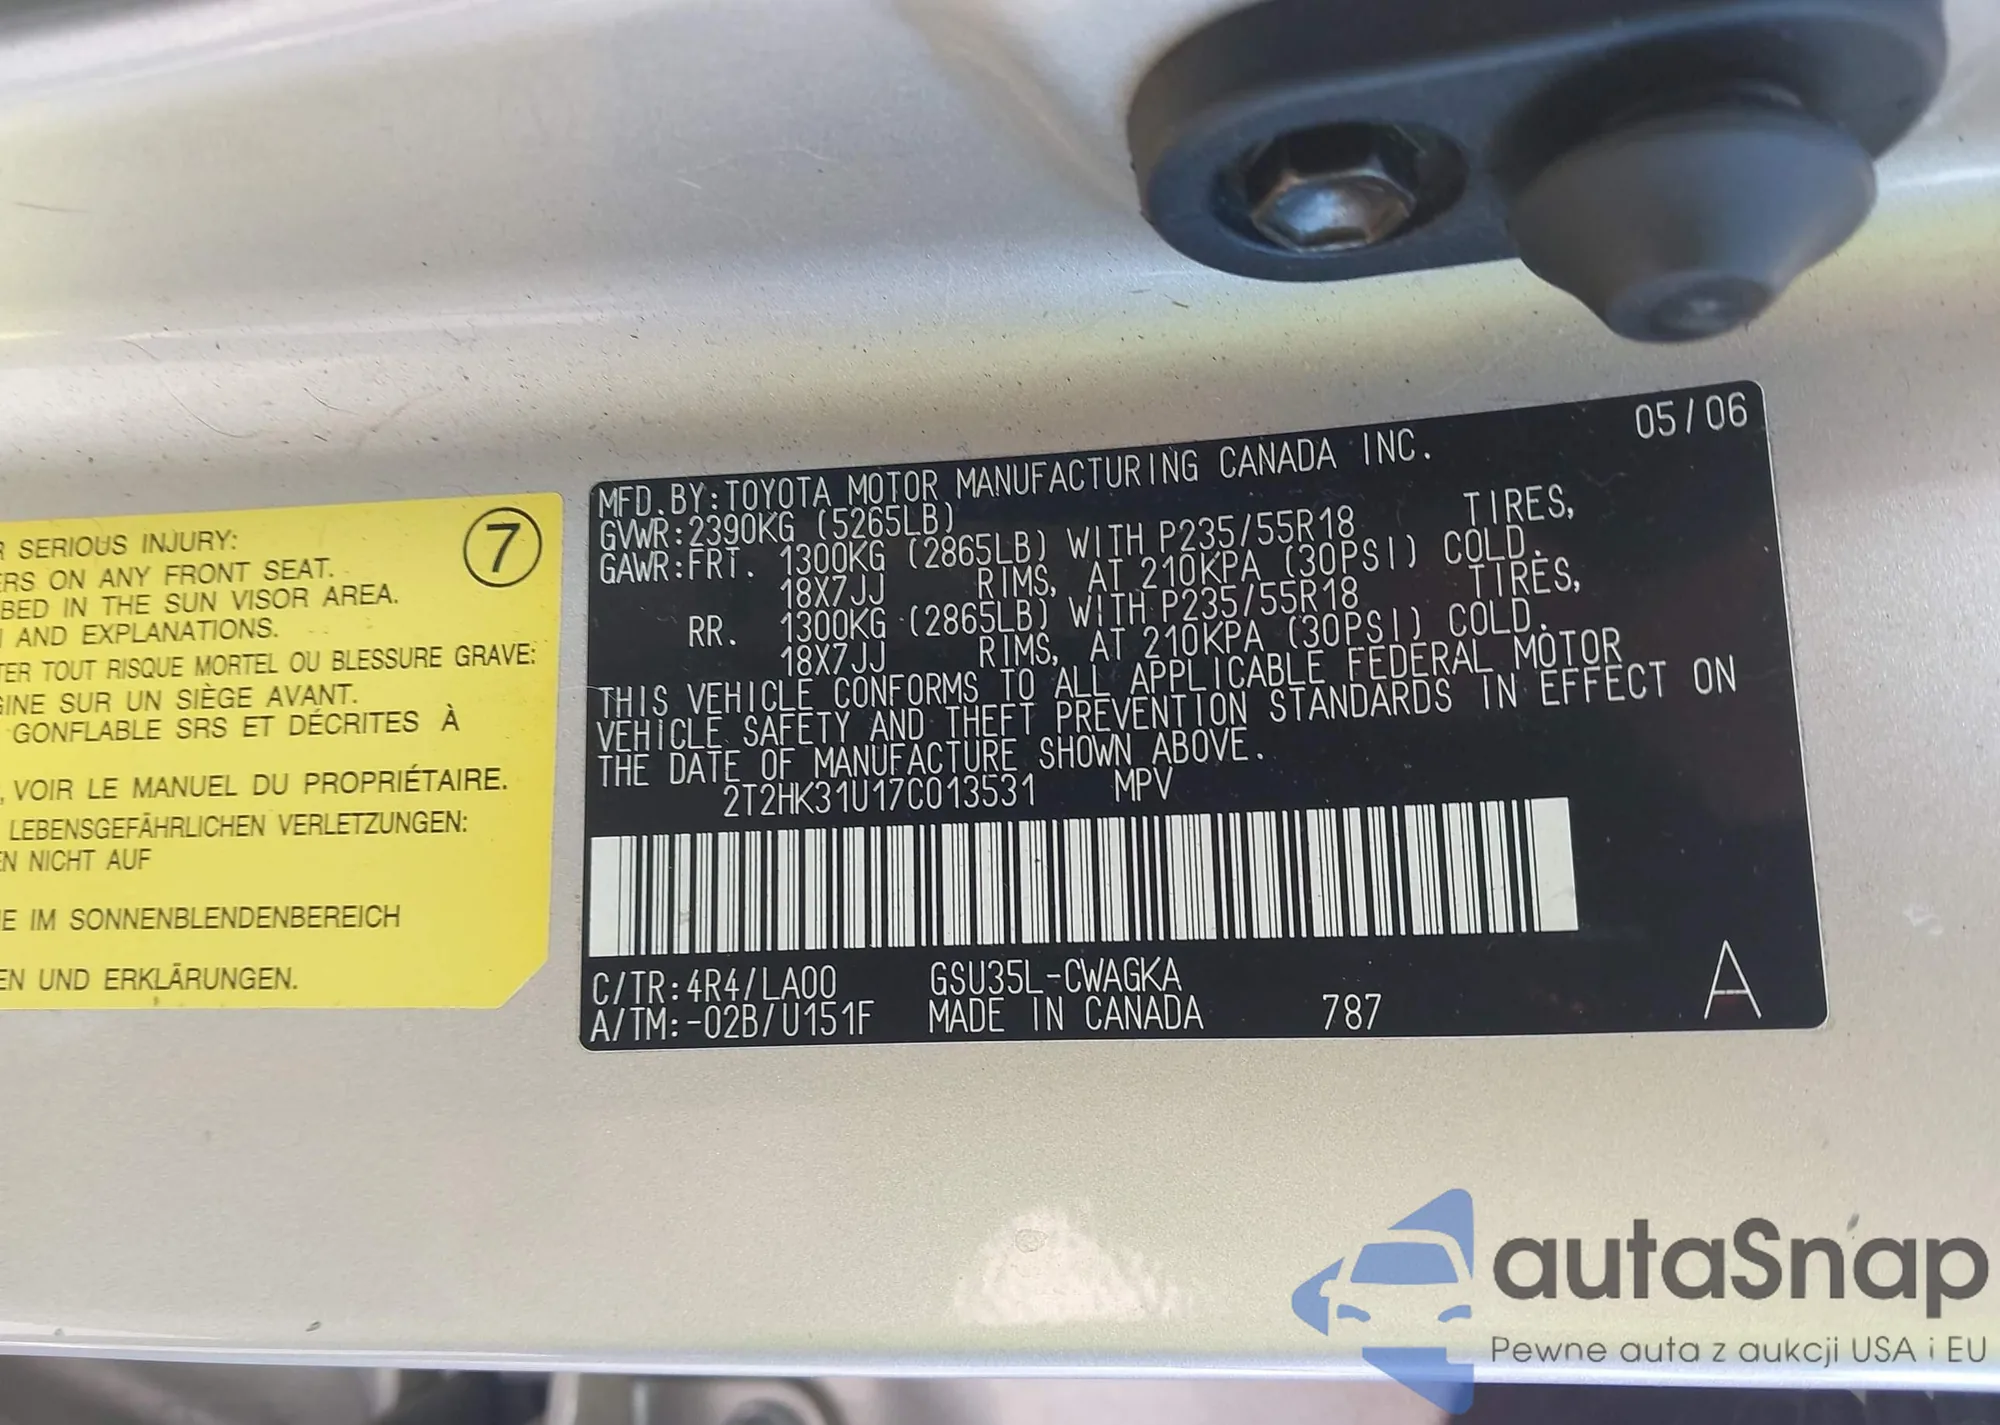 R SERIOUS INJURY:
ERS ON ANY FRONT SEAT.
BED IN THE SUN VISOR AREA.
AND EXPLANATIONS.
TER TOUT RISQUE MORTEL OU BLESSURE GRAVE:
GINE SUR UN SIÈGE AVANT.
GONFLABLE SRS ET DÉCRITES À
, VOIR LE MANUEL DU PROPRIÉTAIRE.
LEBENSGEFÄHRLICHEN VERLETZUNGEN:
EN NICHT AUF
E IM SONNENBLENDENBEREICH
EN UND ERKLÄRUNGEN.
7
05/06
MFD.BY:TOYOTA MOTOR MANUFACTURING CANADA INC.
GVWR:2390KG (5265LB)
GAWR:FRT. 1300KG (2865LB) WITH P235/55R18 TIRES,
18X7JJ RIMS, AT 210KPA (30PSI) COLD.
RR. 1300KG (2865LB) WITH P235/55R18 TIRES,
18X7JJ RIMS, AT 210KPA (30PSI) COLD.
THIS VEHICLE CONFORMS TO ALL APPLICABLE FEDERAL MOTOR
VEHICLE SAFETY AND THEFT PREVENTION STANDARDS IN EFFECT ON
THE DATE OF MANUFACTURE SHOWN ABOVE.
2T2HK31U17C013531 MPV
C/TR:4R4/LA00 GSU35L-CWAGKA
A/TM:-02B/U151F MADE IN CANADA 787
A
autaSnap
Pewne auta z aukcji USA i EU